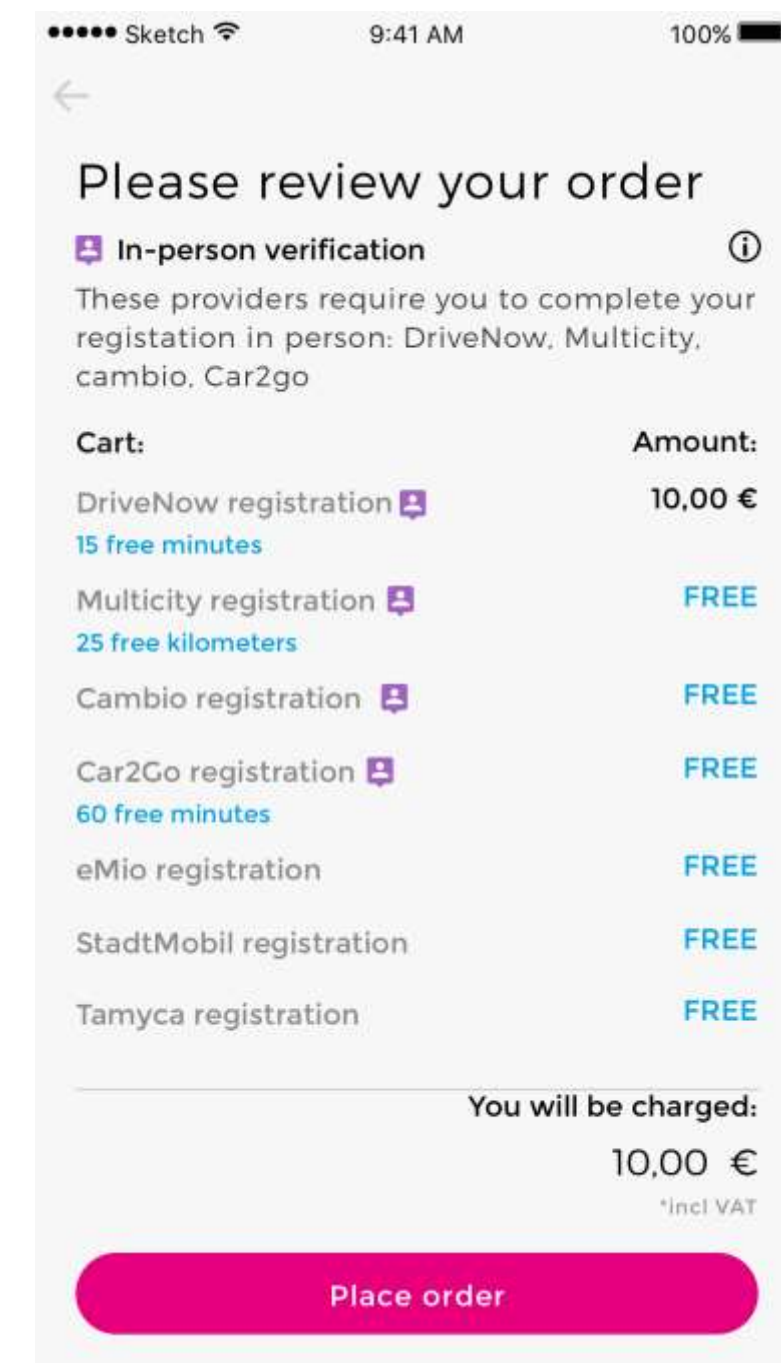 Sketch 9:41 AM 100%
Please review your order
In-person verification
These providers require you to complete your
registation in person: DriveNow, Multicity,
cambio, Car2go
Cart: Amount:
DriveNow registration 10,00 €
15 free minutes
Multicity registration FREE
25 free kilometers
Cambio registration FREE
Car2Go registration FREE
60 free minutes
eMio registration FREE
StadtMobil registration FREE
Tamyca registration FREE
You will be charged:
10,00 €
*incl VAT
Place order